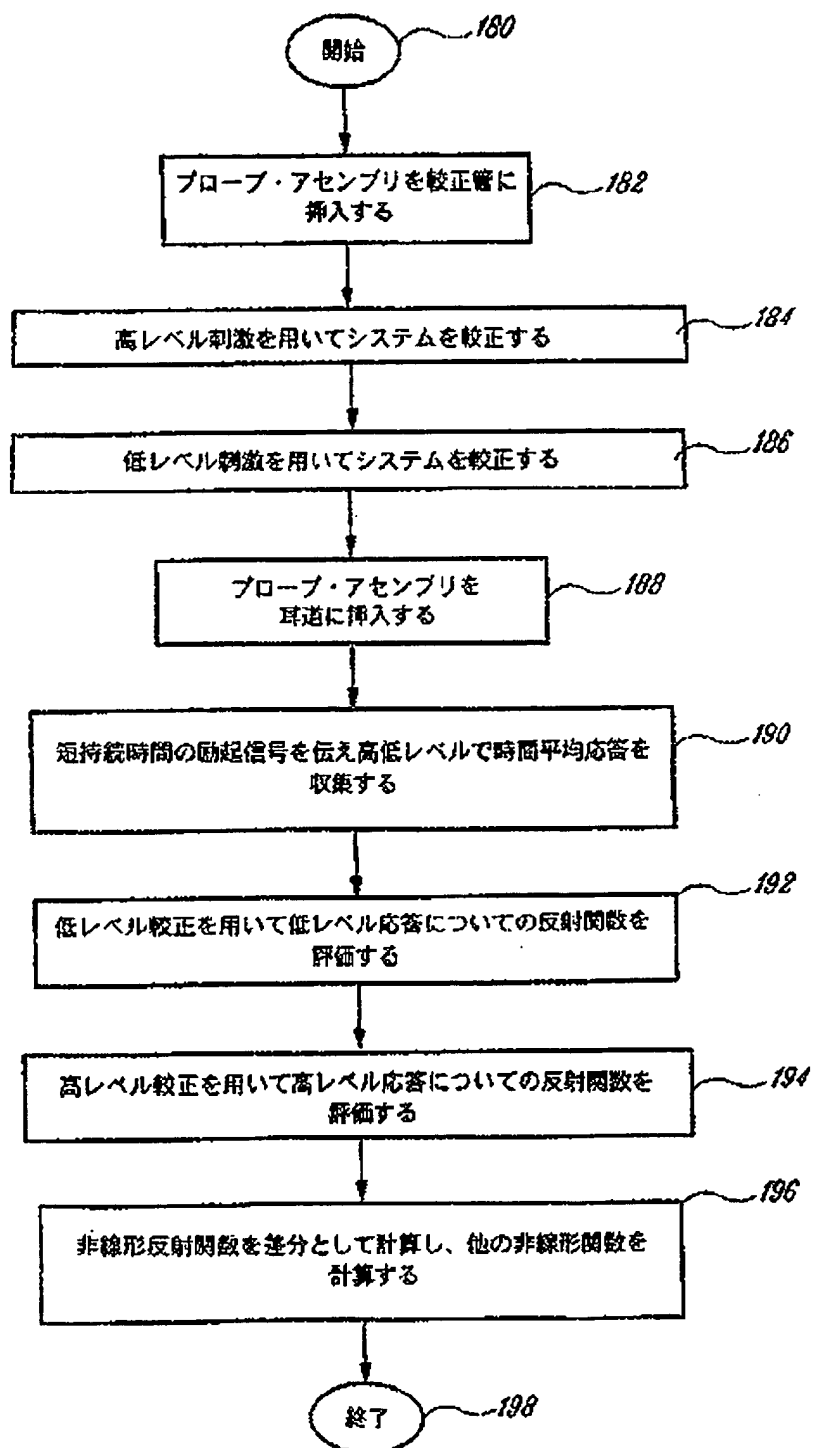 開始
180
プローブ・アセンブリを較正管に
挿入する
182
高レベル刺激を用いてシステムを較正する
184
低レベル刺激を用いてシステムを較正する
186
プローブ・アセンブリを
耳道に挿入する
188
短持続時間の励起信号を伝え高低レベルで時間平均応答を
収集する
190
低レベル較正を用いて低レベル応答についての反射関数を
評価する
192
高レベル較正を用いて高レベル応答についての反射関数を
評価する
194
非線形反射関数を差分として計算し、他の非線形関数を
計算する
196
終了
198